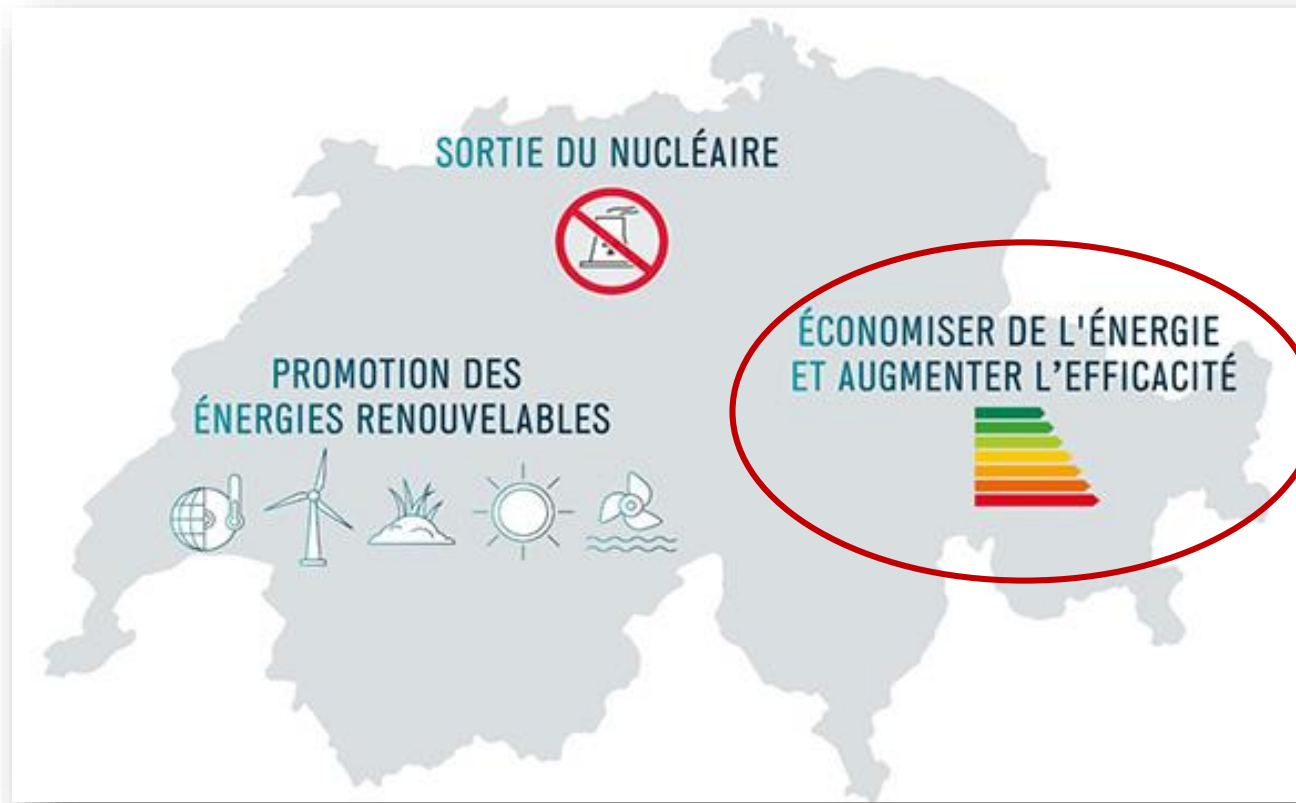 SORTIE DU NUCLÉAIRE
ÉCONOMISER DE L'ÉNERGIE
ET AUGMENTER L’EFFICACITÉ
PROMOTION DES
ÉNERGIES RENOUVELABLES